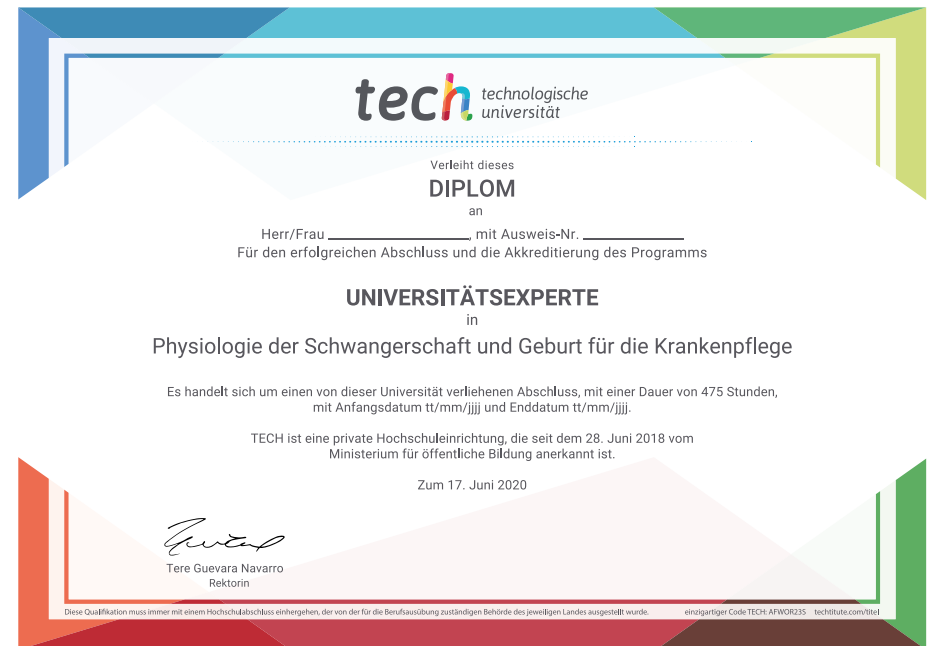 tech technologische
universität
Verleiht dieses
DIPLOM
an
Herr/Frau ____________________, mit Ausweis-Nr. ______________
Für den erfolgreichen Abschluss und die Akkreditierung des Programms
UNIVERSITÄTSEXPERTE
in
Physiologie der Schwangerschaft und Geburt für die Krankenpflege
Es handelt sich um einen von dieser Universität verliehenen Abschluss, mit einer Dauer von 475 Stunden,
mit Anfangsdatum tt/mm/jjjj und Enddatum tt/mm/jjjj.
TECH ist eine private Hochschuleinrichtung, die seit dem 28. Juni 2018 vom
Ministerium für öffentliche Bildung anerkannt ist.
Zum 17. Juni 2020
Tere Guevara Navarro
Rektorin
Diese Qualifikation muss immer mit einem Hochschulabschluss einhergehen, der von der für die Berufsausübung zuständigen Behörde des jeweiligen Landes ausgestellt wurde. einzigartiger Code TECH: AFWOR23S techtitute.com/titel